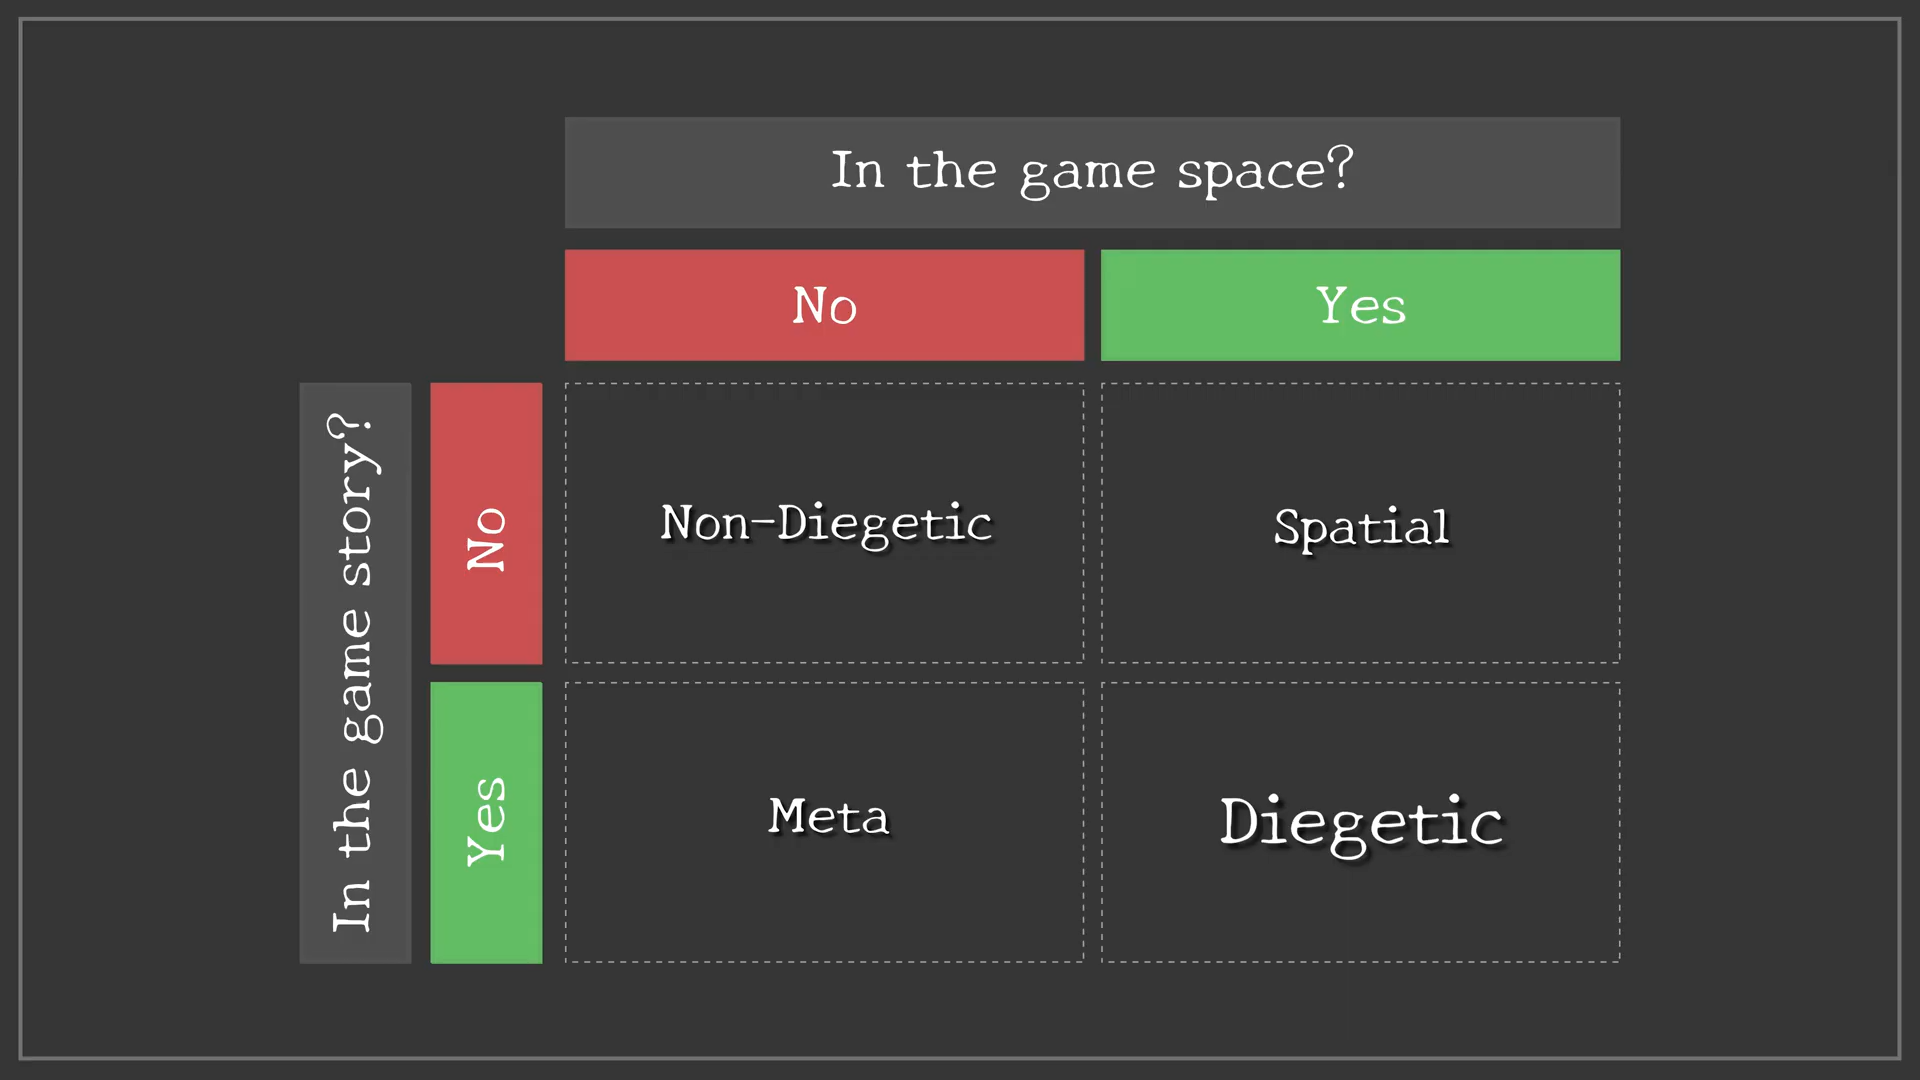 In the game space?
No
Yes
In the game story?
No
Non-Diegetic
Spatial
Yes
Meta
Diegetic